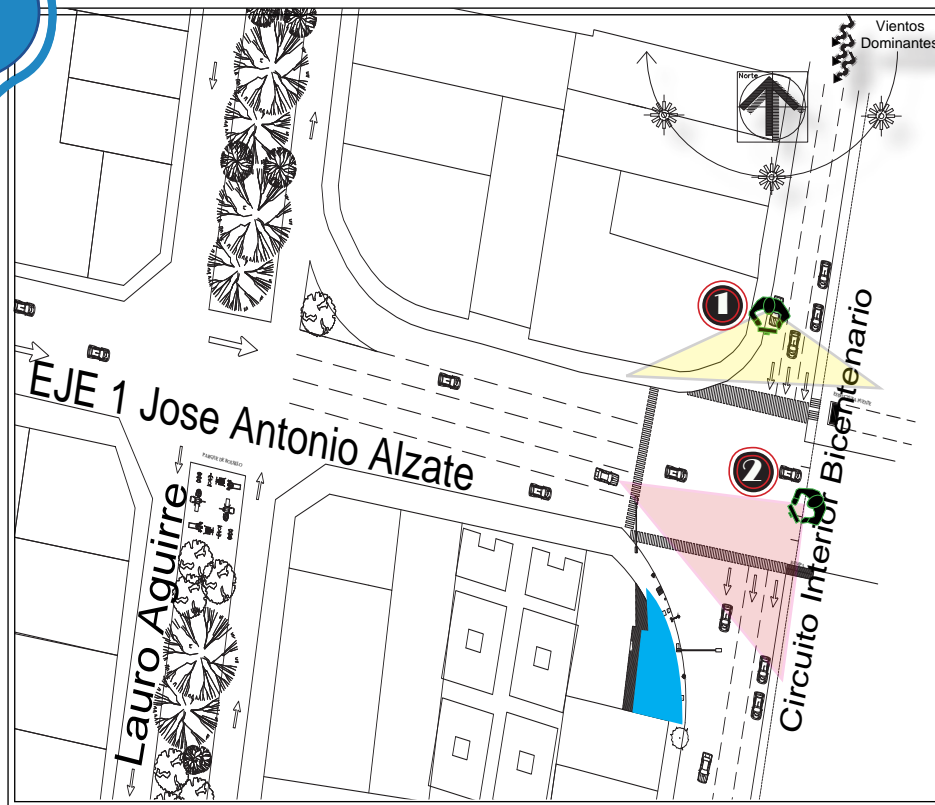 Vientos
Dominantes
Norte
1
EJE 1 Jose Antonio Alzate
2
Circuito Interior Bicentenario
Lauro Aguirre